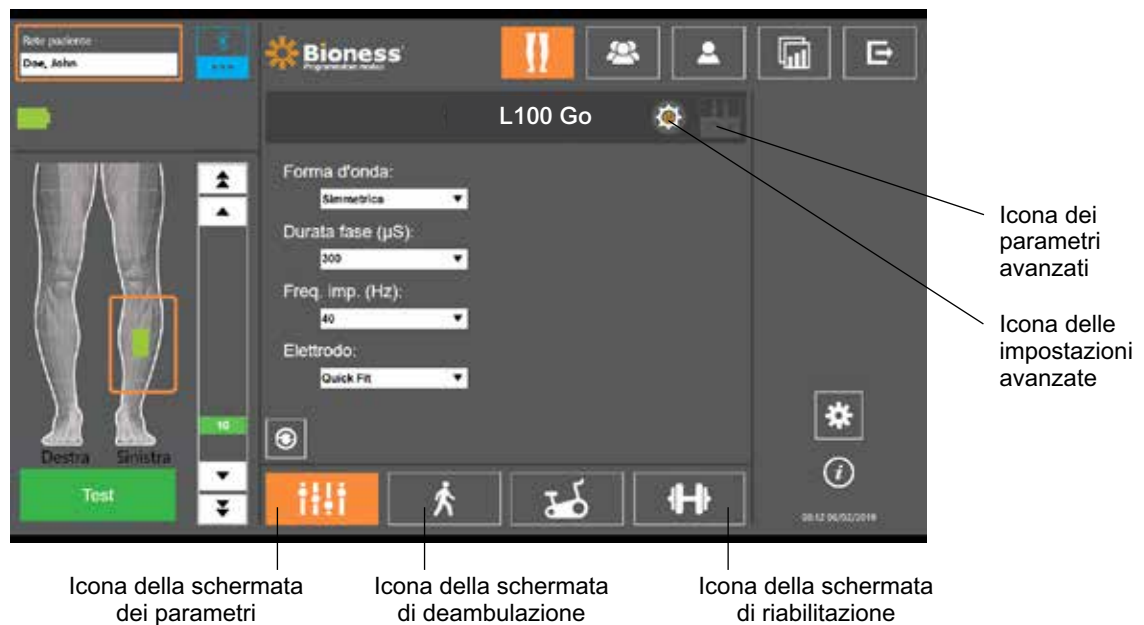 Rete paziente
Doe, John
Bioness
L100 Go
Forma d'onda:
Simmetrica
Durata fase (µS):
300
Freq. imp. (Hz):
40
Elettrodo:
Quick Fit
10
Destra Sinistra
Test
Icona dei
parametri
avanzati
Icona delle
impostazioni
avanzate
Icona della schermata
dei parametri
Icona della schermata
di deambulazione
Icona della schermata
di riabilitazione